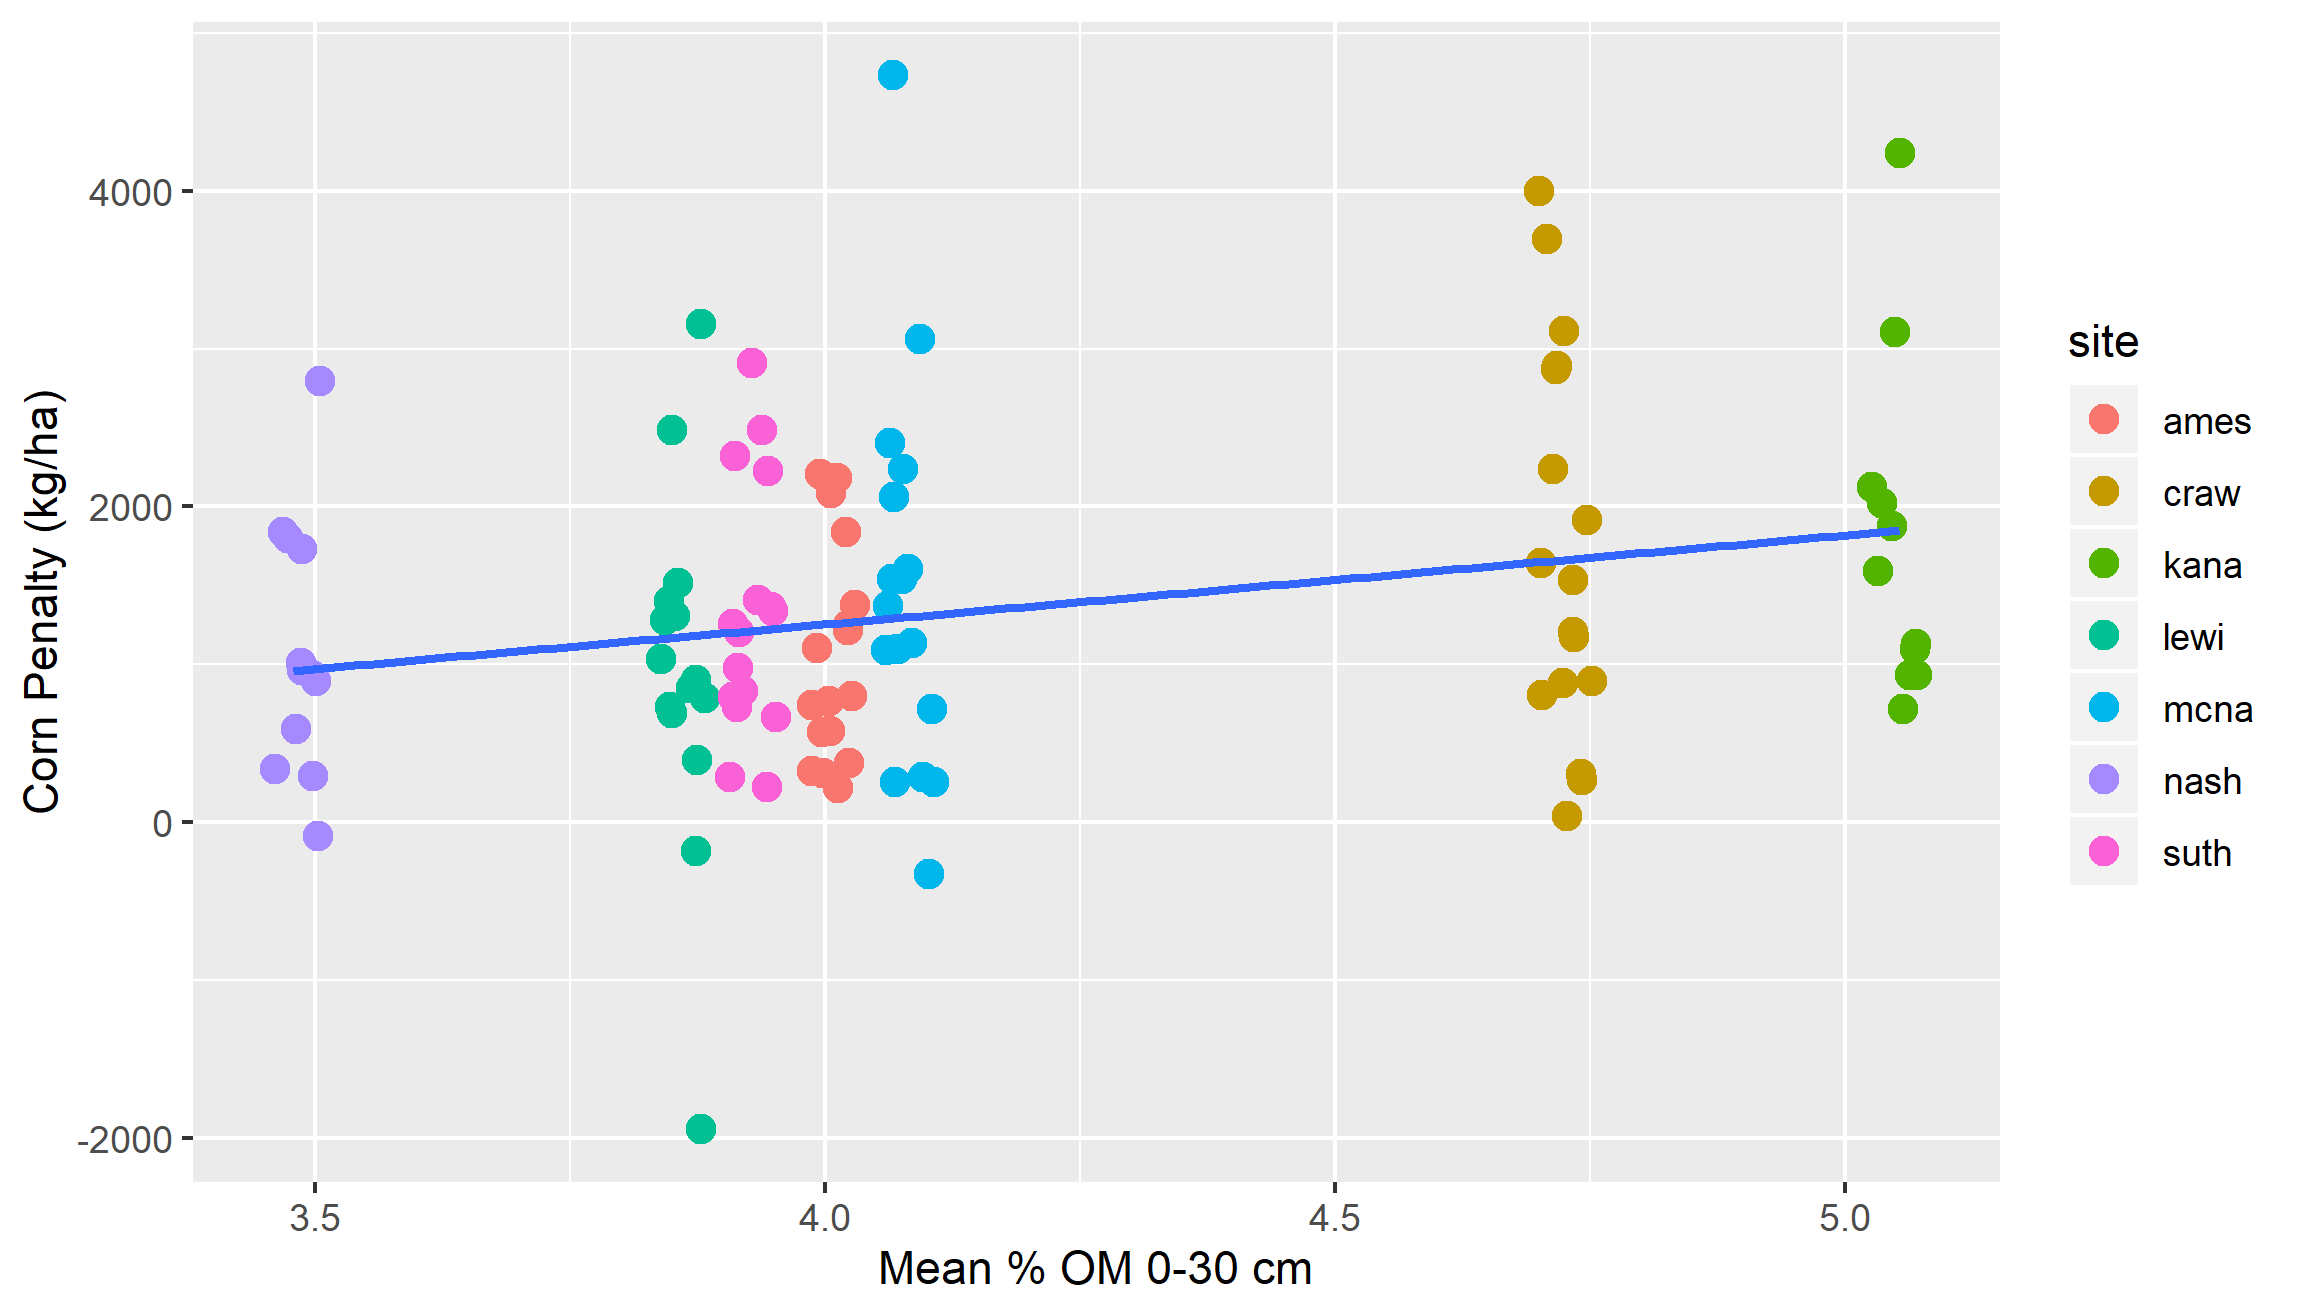 Corn Penalty (kg/ha)
4000
2000
0
-2000
3.5
4.0
4.5
5.0
Mean % OM 0-30 cm
site
ames
craw
kana
lewi
mcna
nash
suth